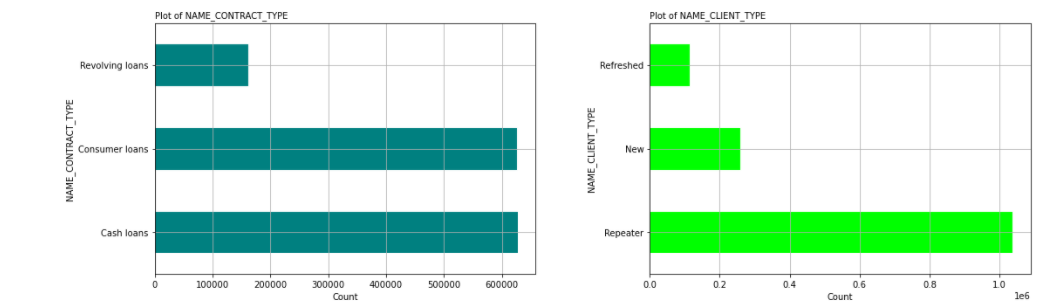 Plot of NAME_CONTRACT_TYPE
NAME_CONTRACT_TYPE
Revolving loans
Consumer loans
Cash loans
0 100000 200000 300000 400000 500000 600000
Count
Plot of NAME_CLIENT_TYPE
NAME_CLIENT_TYPE
Refreshed
New
Repeater
0.0 0.2 0.4 0.6 0.8 1.0
1e6
Count